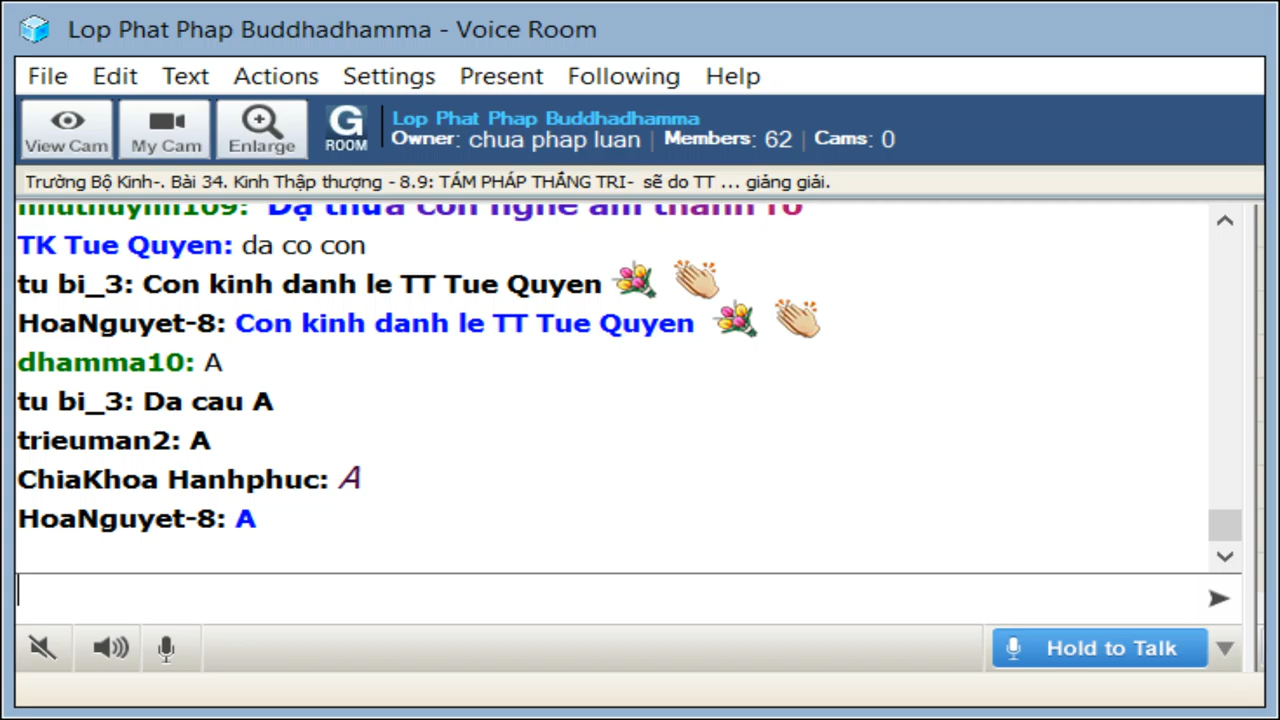 Lop Phat Phap Buddhadhamma - Voice Room
File Edit Text Actions Settings Present Following Help
View Cam My Cam Enlarge G ROOM
Lop Phat Phap Buddhadhamma
Owner: chua phap luan | Members: 62 | Cams: 0
Trường Bộ Kinh-. Bài 34. Kinh Thập thượng - 8.9: TÁM PHÁP THẮNG TRI- sẽ do TT ... giảng giải.
TK Tue Quyen: da co con
tu bi_3: Con kinh danh le TT Tue Quyen
HoaNguyet-8: Con kinh danh le TT Tue Quyen
dhamma10: A
tu bi_3: Da cau A
trieuman2: A
ChiaKhoa Hanhphuc: A
HoaNguyet-8: A
Hold to Talk